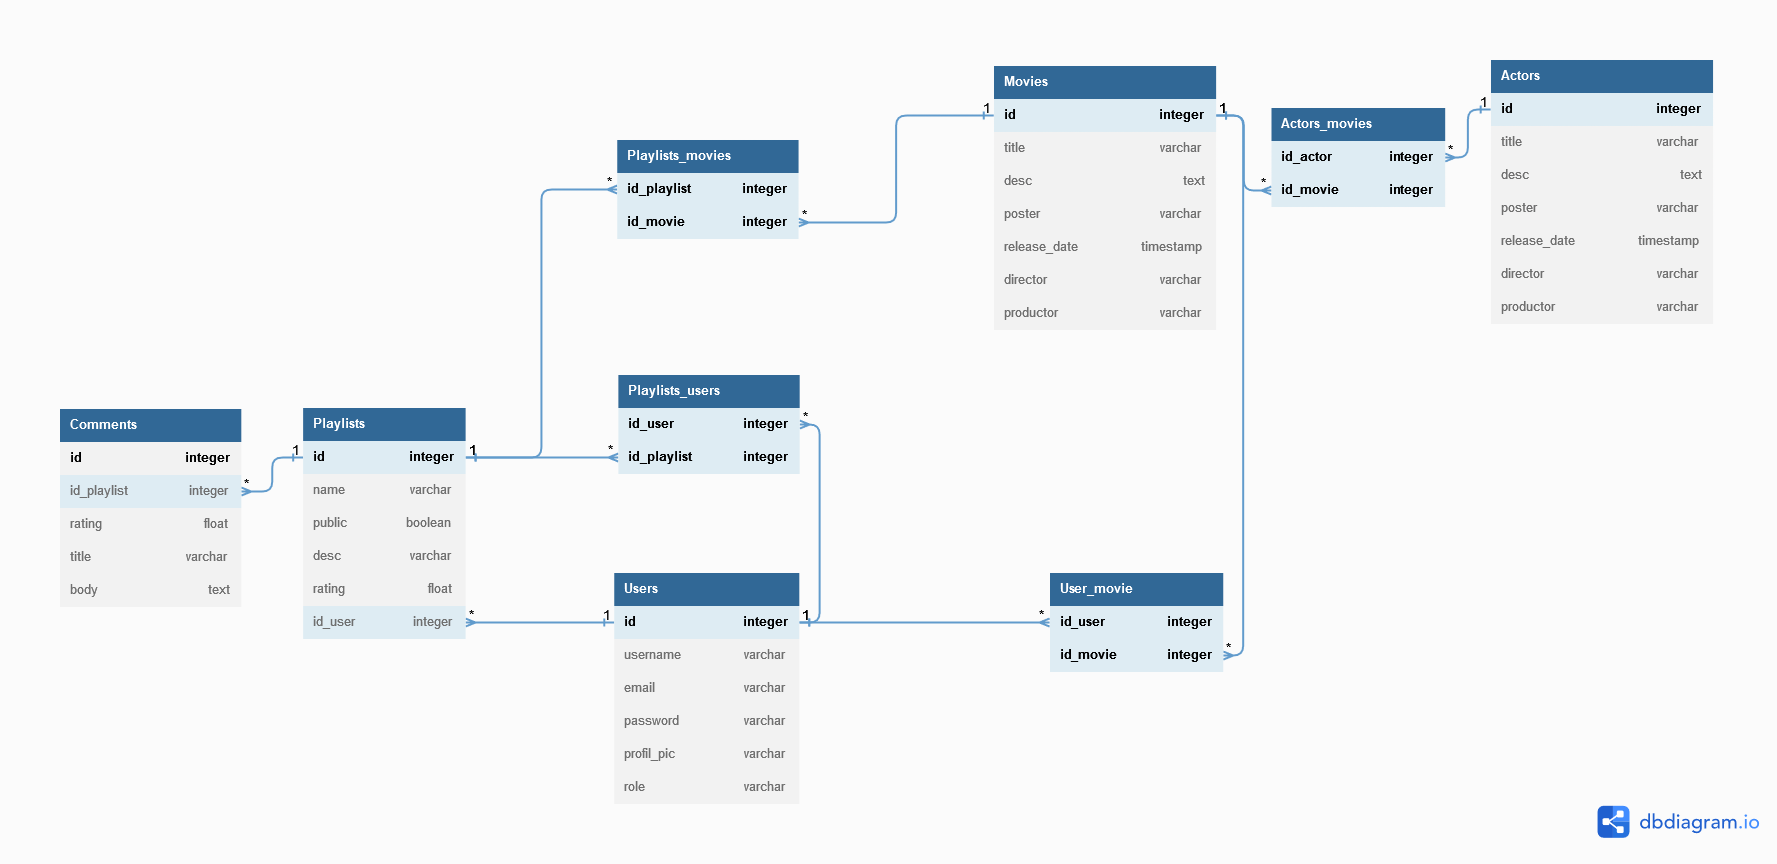 Movies
1 id integer 1
title varchar
desc text
poster varchar
release_date timestamp
director varchar
productor varchar
Actors
1 id integer
title varchar
desc text
poster varchar
release_date timestamp
director varchar
productor varchar
Actors_movies
id_actor integer *
* id_movie integer
Playlists_movies
* id_playlist integer
id_movie integer *
Playlists_users
id_user integer *
* id_playlist integer
Comments
id integer
id_playlist integer *
rating float
title varchar
body text
Playlists
1 id integer 1
name varchar
public boolean
desc varchar
rating float
id_user integer *
Users
1 id integer 1
username varchar
email varchar
password varchar
profil_pic varchar
role varchar
User_movie
* id_user integer
id_movie integer *
dbdiagram.io